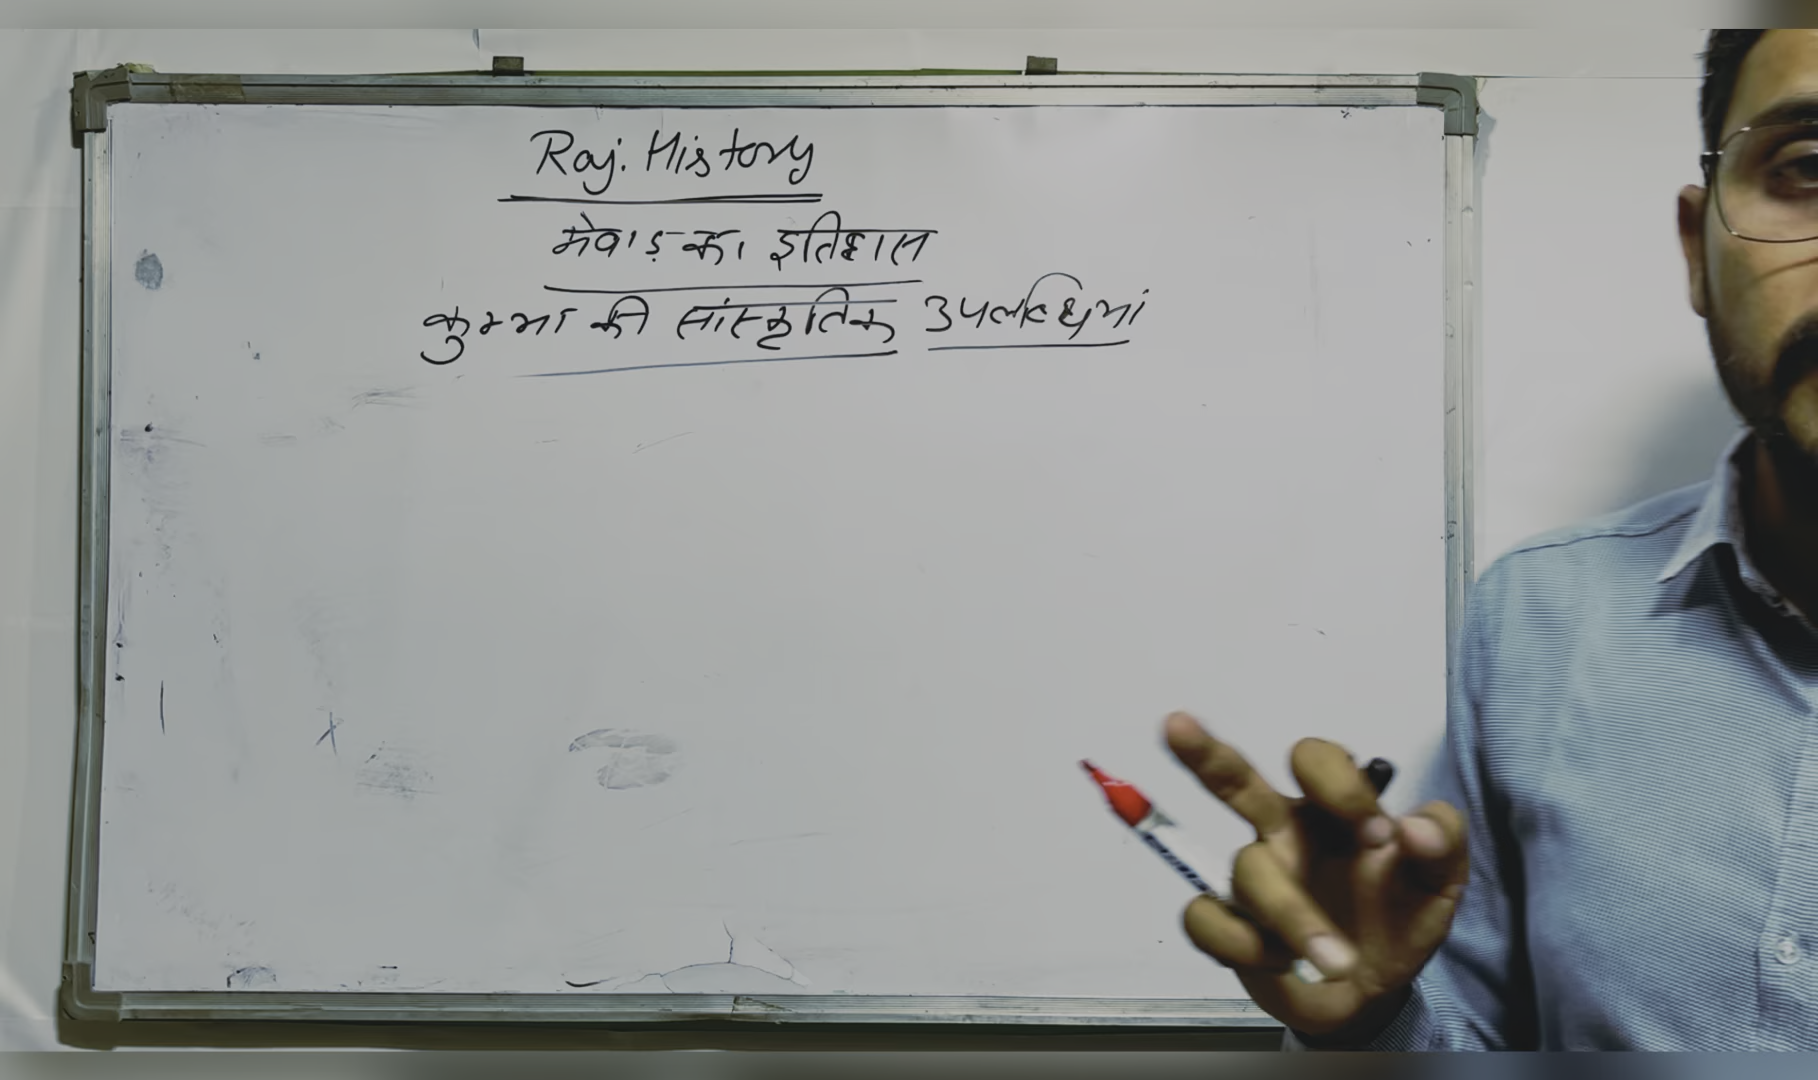 Raj. History
मेवाड़ का इतिहास
कुम्भा की सांस्कृतिक उपलब्धियां